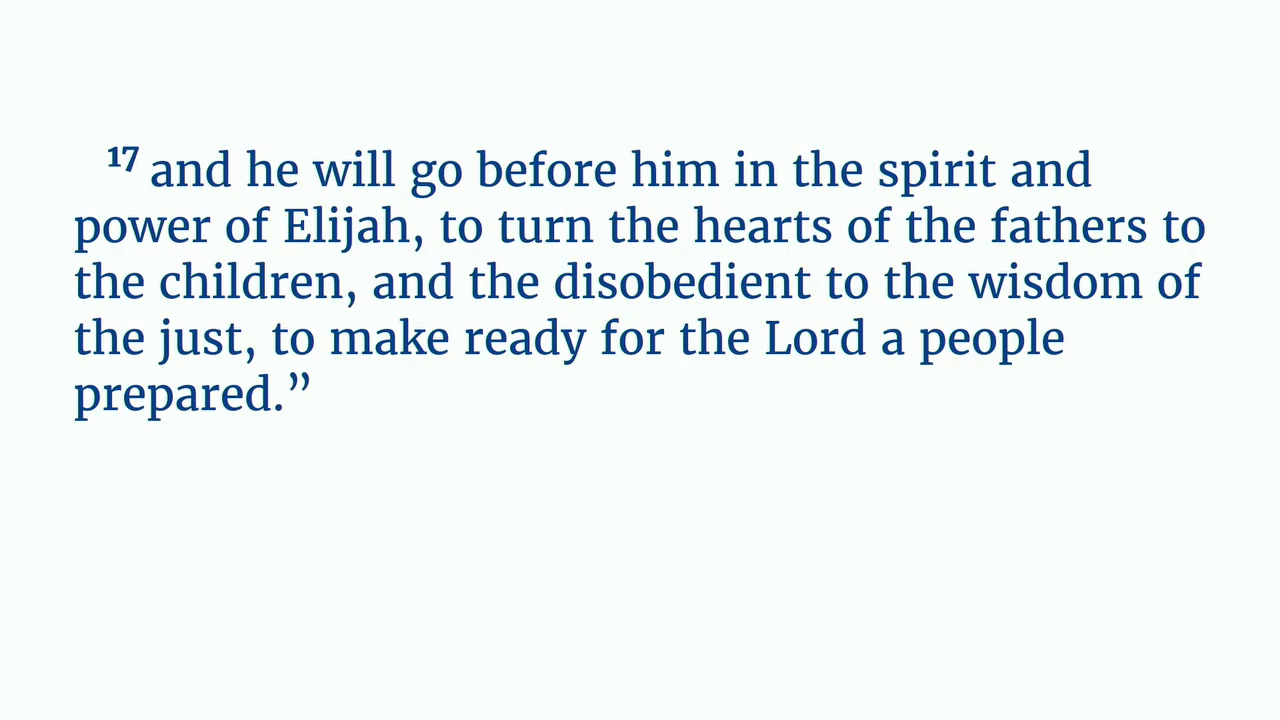 17 and he will go before him in the spirit and
power of Elijah, to turn the hearts of the fathers to
the children, and the disobedient to the wisdom of
the just, to make ready for the Lord a people
prepared.”